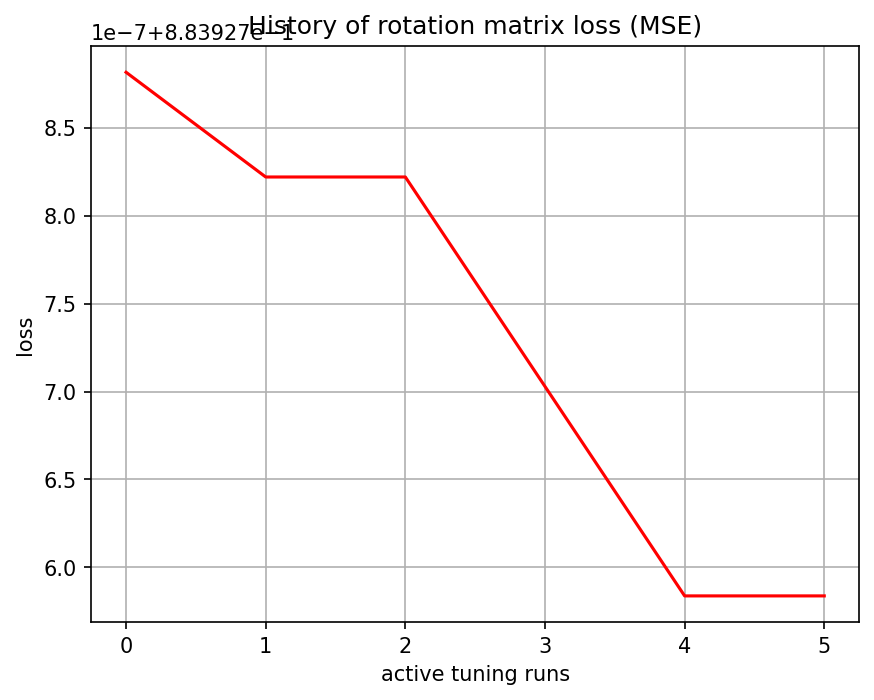 History of rotation matrix loss (MSE)
1e−7+8.83927e−1
8.5
8.0
7.5
7.0
6.5
6.0
loss
0 1 2 3 4 5
active tuning runs